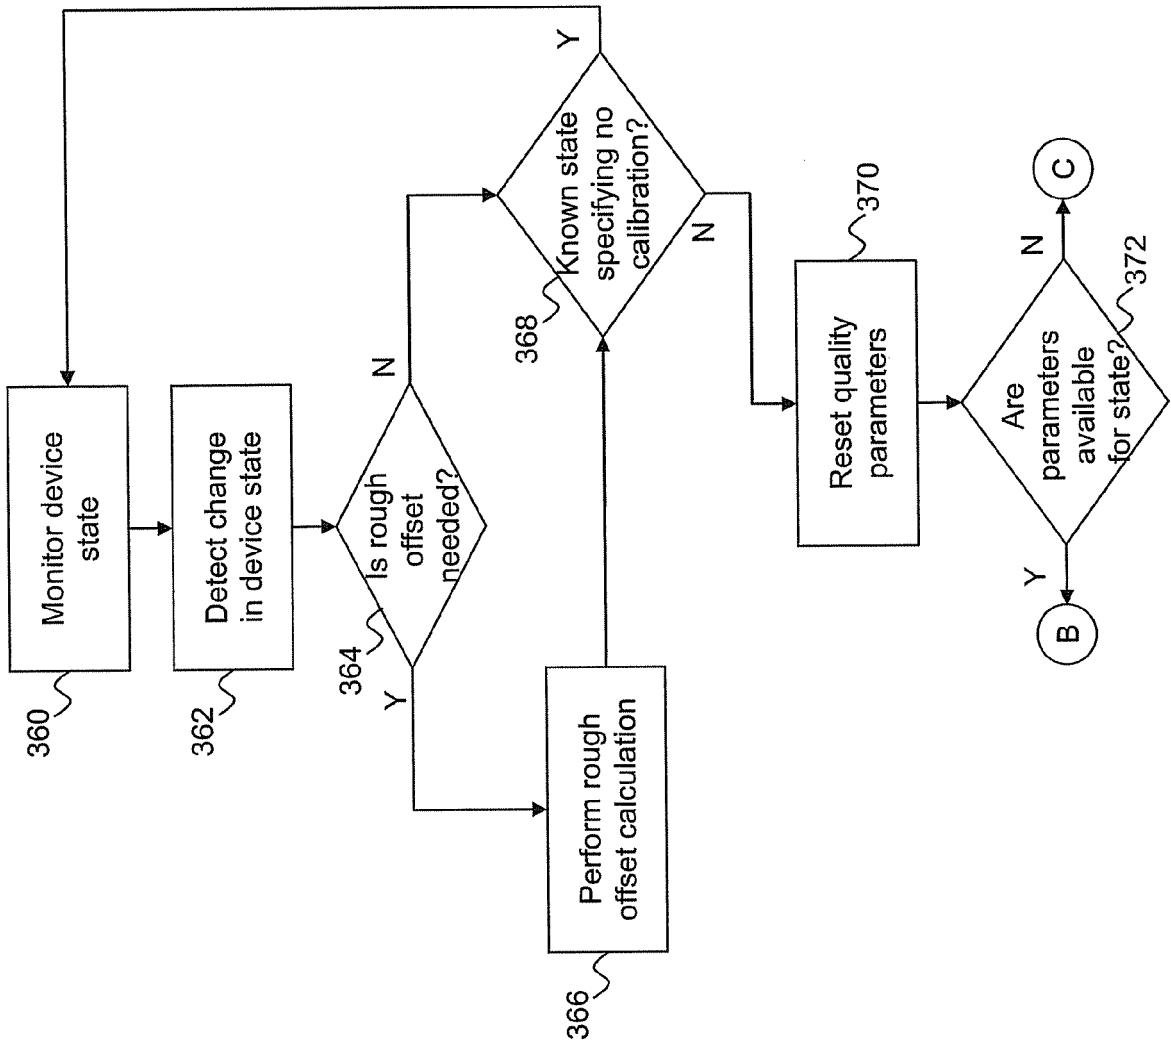 Monitor device
state
360
Detect change
in device state
362
Is rough
offset
needed?
364
Y
N
Perform rough
offset calculation
366
Known state
specifying no
calibration?
368
Y
N
Reset quality
parameters
370
Are
parameters
available
for state?
372
Y
N
B
C